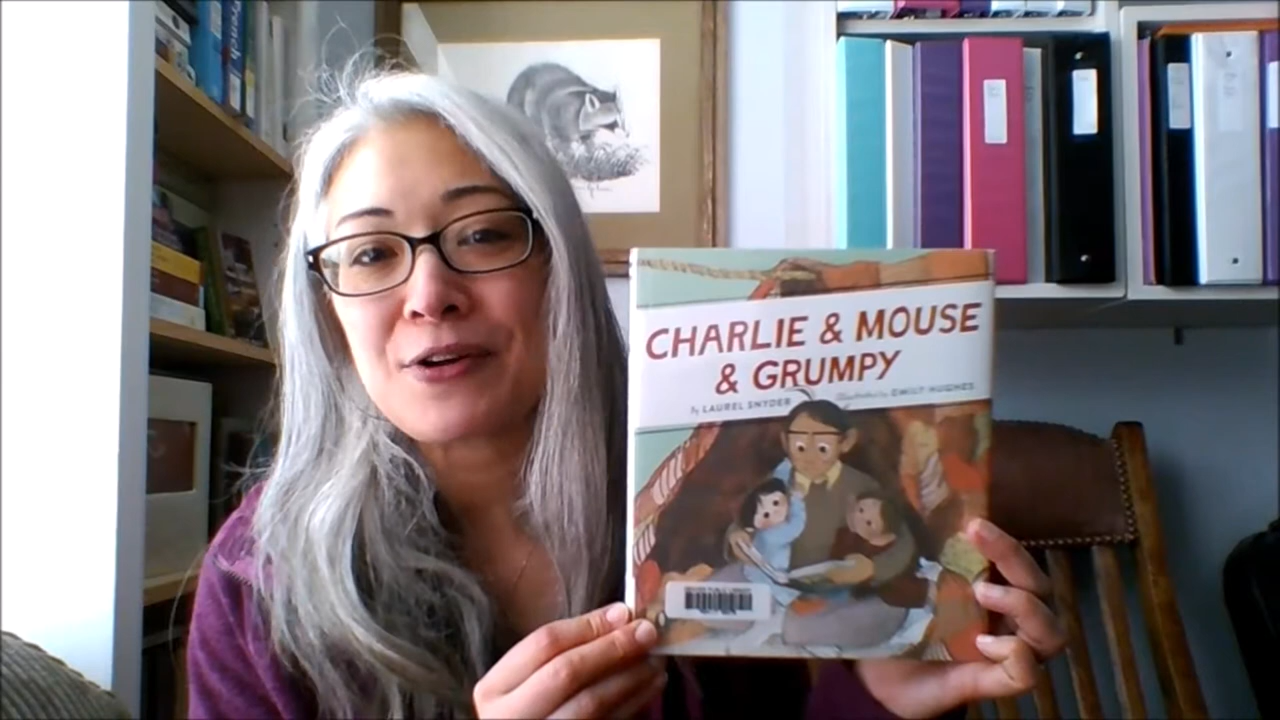 CHARLIE & MOUSE
& GRUMPY
by LAUREL SNYDER illustrated by EMILY HUGHES